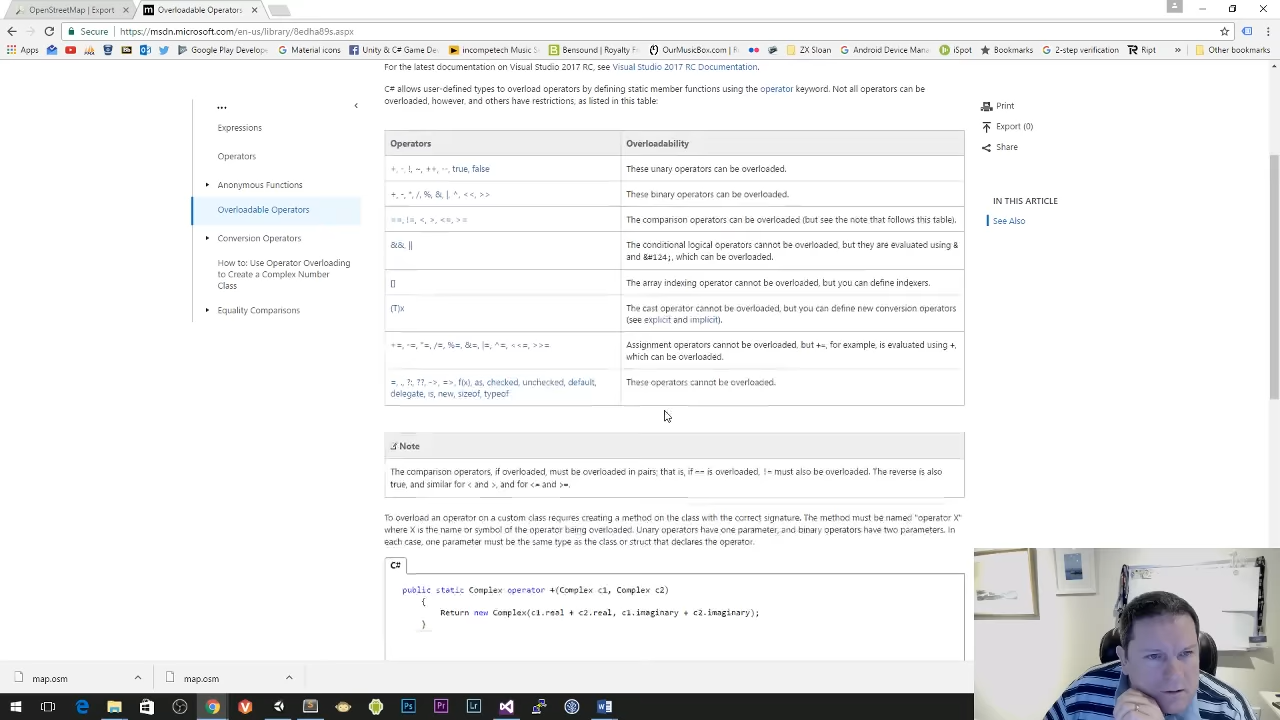 OpenStreetMap | Export
Overloadable Operators
Secure
https://msdn.microsoft.com/en-us/library/8edha89s.aspx
Apps
Google Play Develop
Material icons
Unity & C# Game De
incompetech Music S
Bensound | Royalty F
OurMusicBox.com | R
2X Sloan
Android Device Man
iSpot
Bookmarks
2-step verification
Ript
»
Other bookmarks
For the latest documentation on Visual Studio 2017 RC, see Visual Studio 2017 RC Documentation.
C# allows user-defined types to overload operators by defining static member functions using the operator keyword. Not all operators can be
overloaded, however, and others have restrictions, as listed in this table:
...
Expressions
Operators
Anonymous Functions
Overloadable Operators
Conversion Operators
How to: Use Operator Overloading
to Create a Complex Number
Class
Equality Comparisons
Operators
Overloadability
+, -, !, ~, ++, --, true, false
These unary operators can be overloaded.
+, -, *, /, %, &, |, ^, <<, >>
These binary operators can be overloaded.
==, !=, <, >, <=, >=
The comparison operators can be overloaded (but see the note that follows this table).
&&, ||
The conditional logical operators cannot be overloaded, but they are evaluated using &
and &#124;, which can be overloaded.
[]
The array indexing operator cannot be overloaded, but you can define indexers.
(T)x
The cast operator cannot be overloaded, but you can define new conversion operators
(see explicit and implicit).
+=, -=, *=, /=, %=, &=, |=, ^=, <<=, >>=
Assignment operators cannot be overloaded, but +=, for example, is evaluated using +,
which can be overloaded.
=, ., ?:, ??, ->, =>, f(x), as, checked, unchecked, default,
delegate, is, new, sizeof, typeof
These operators cannot be overloaded.
Print
Export (0)
Share
IN THIS ARTICLE
See Also
Note
The comparison operators, if overloaded, must be overloaded in pairs; that is, if == is overloaded, != must also be overloaded. The reverse is also
true, and similar for < and >, and for <= and >=.
To overload an operator on a custom class requires creating a method on the class with the correct signature. The method must be named "operator X"
where X is the name or symbol of the operator being overloaded. Unary operators have one parameter, and binary operators have two parameters. In
each case, one parameter must be the same type as the class or struct that declares the operator.
C#
public static Complex operator +(Complex c1, Complex c2)
{
Return new Complex(c1.real + c2.real, c1.imaginary + c2.imaginary);
}
map.osm
map.osm